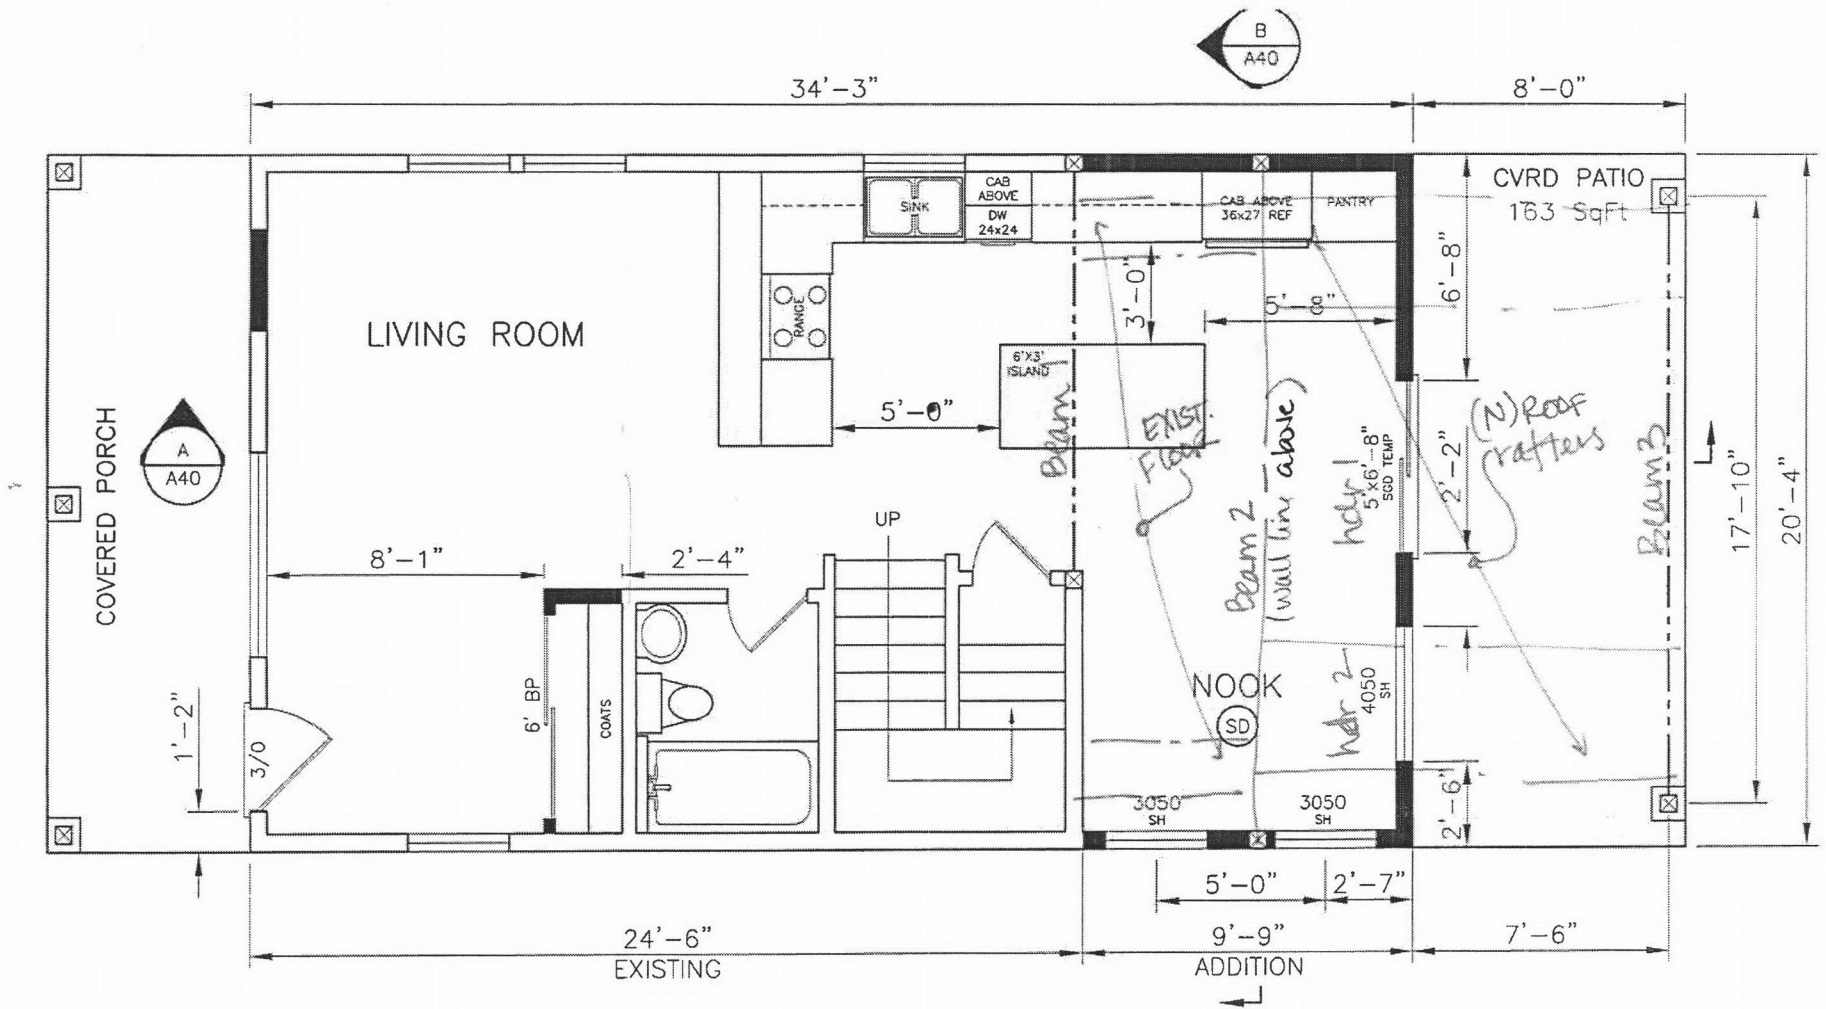 B
A40
34'-3"
8'-0"
CVRD PATIO
163 SqFt
CAB
ABOVE
SINK
DW
24x24
CAB ABOVE
36x27 REF
PANTRY
6'-8"
3'-0"
5'-8"
RANGE
LIVING ROOM
6'X3'
ISLAND
5'-0"
Beam 1
EXIST.
Floor
Beam 2
(wall line above)
hdr 1
5'x6'-8"
SGD TEMP
2'-2"
(N) ROOF
rafters
Beam 3
17'-10"
20'-4"
COVERED PORCH
A
A40
UP
8'-1"
2'-4"
6' BP
COATS
NOOK
SD
hdr 2
4050
SH
1'-2"
3/0
3050
SH
3050
SH
2'-6"
5'-0"
2'-7"
24'-6"
EXISTING
9'-9"
ADDITION
7'-6"